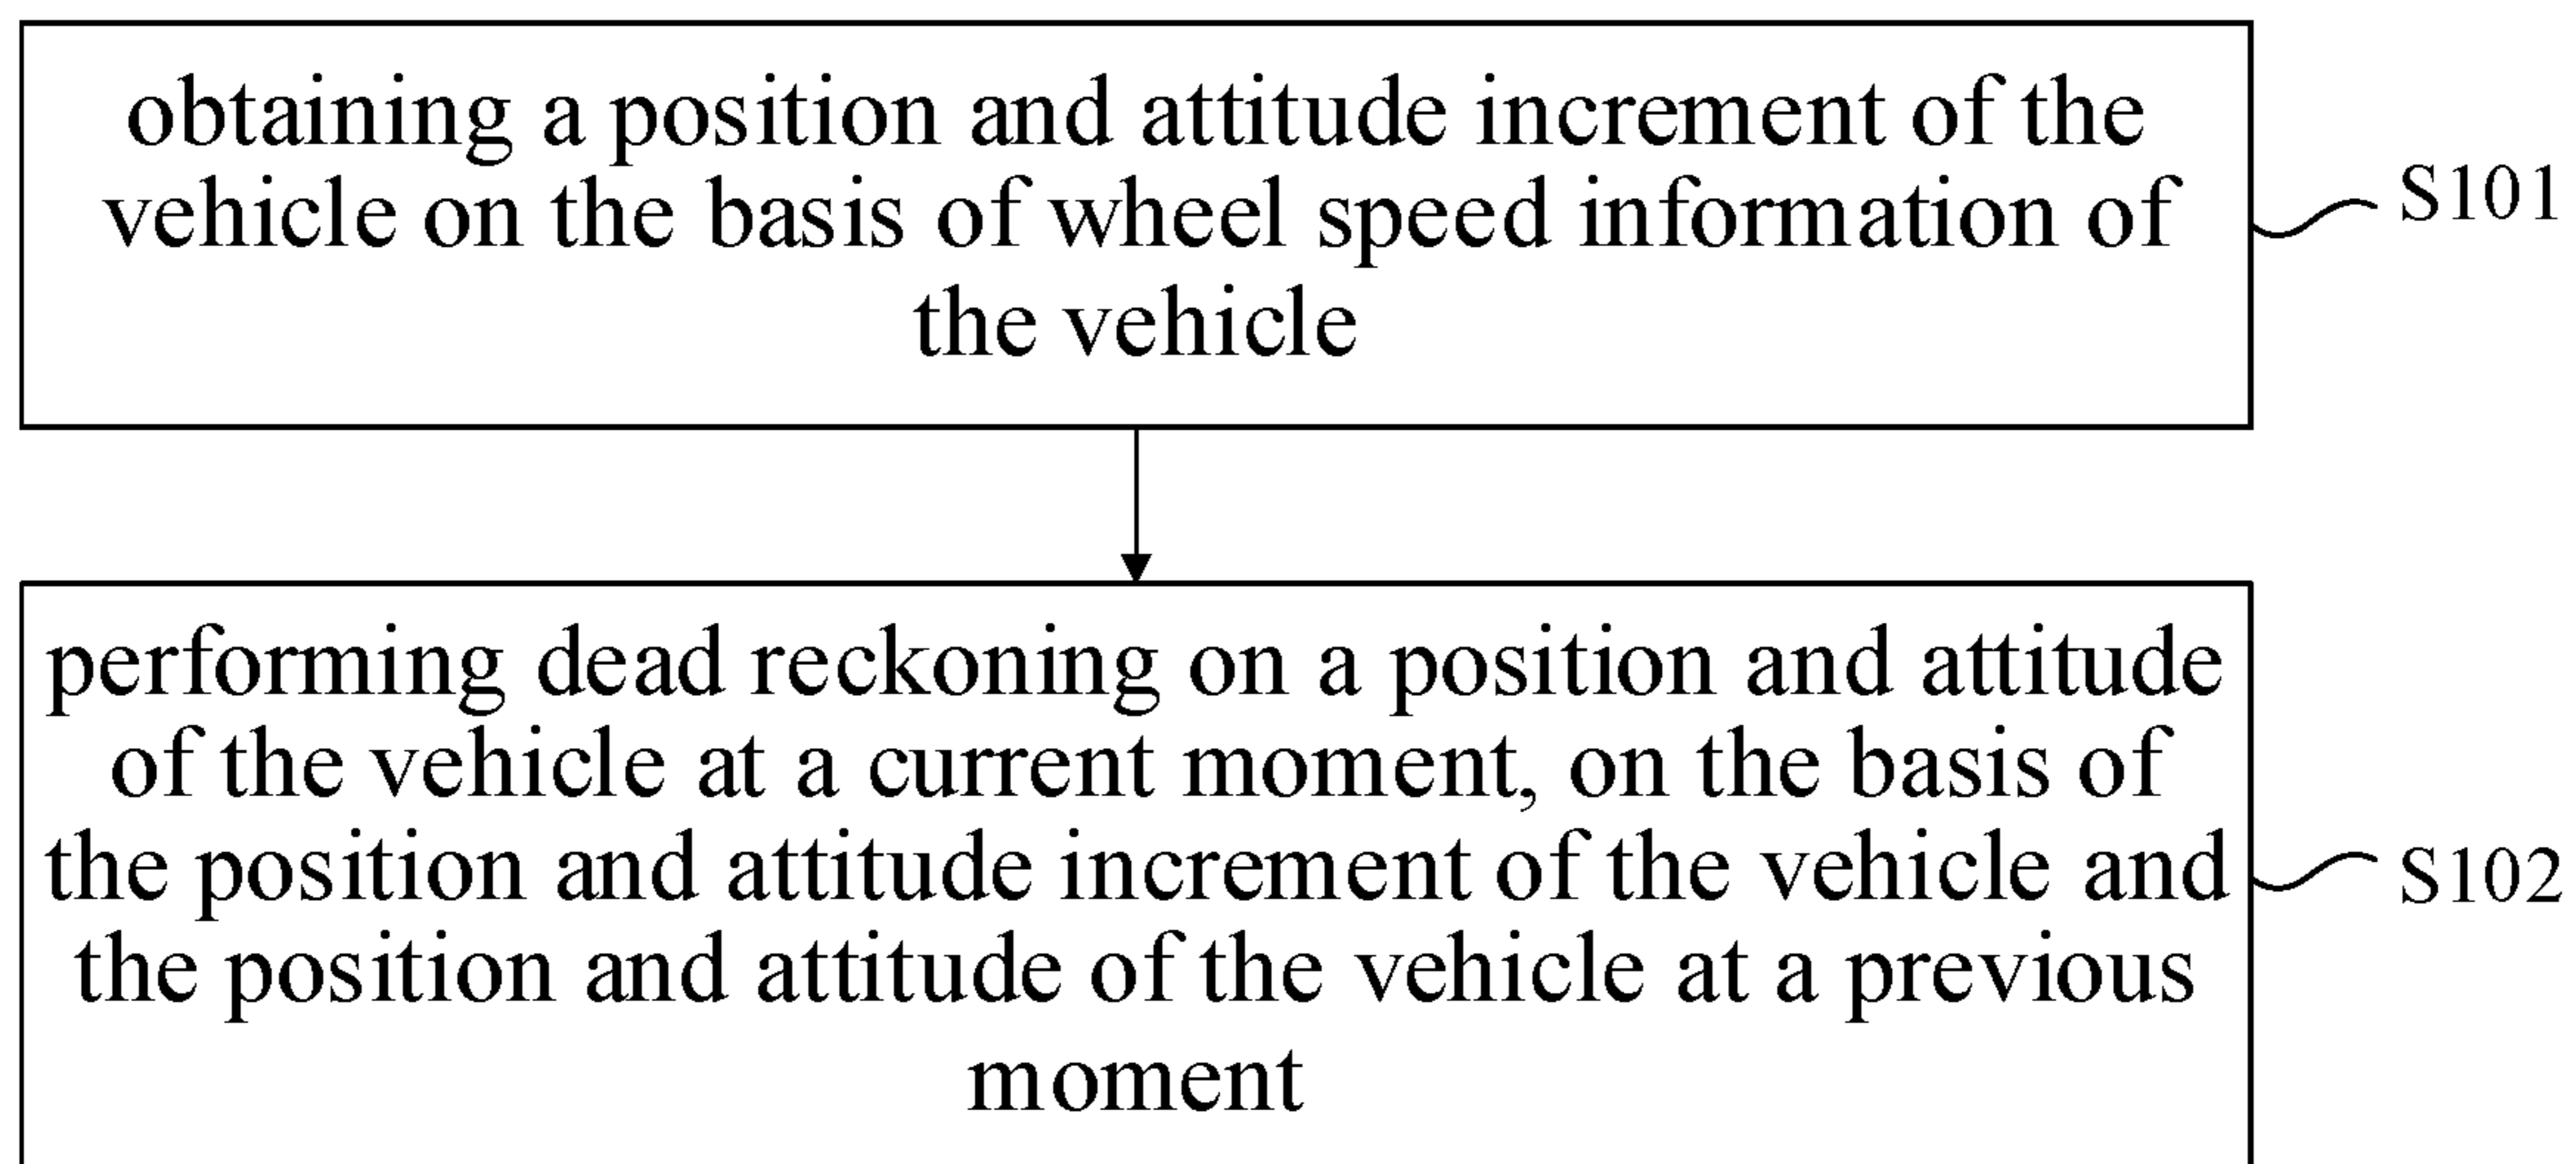 obtaining a position and attitude increment of the
vehicle on the basis of wheel speed information of
the vehicle
S101
performing dead reckoning on a position and attitude
of the vehicle at a current moment, on the basis of
the position and attitude increment of the vehicle and
the position and attitude of the vehicle at a previous
moment
S102